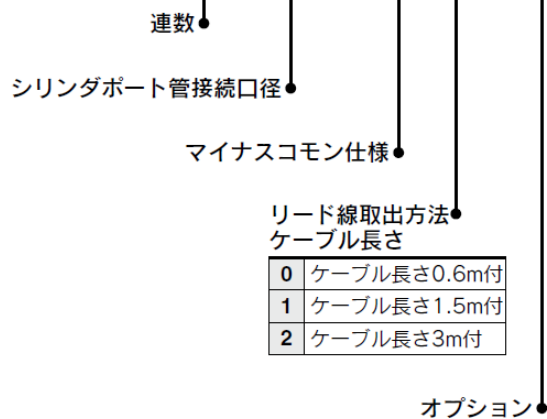 連数
シリンダポート管接続口径
マイナスコモン仕様
リード線取出方法
ケーブル長さ
0 ケーブル長さ0.6m付
1 ケーブル長さ1.5m付
2 ケーブル長さ3m付
オプション